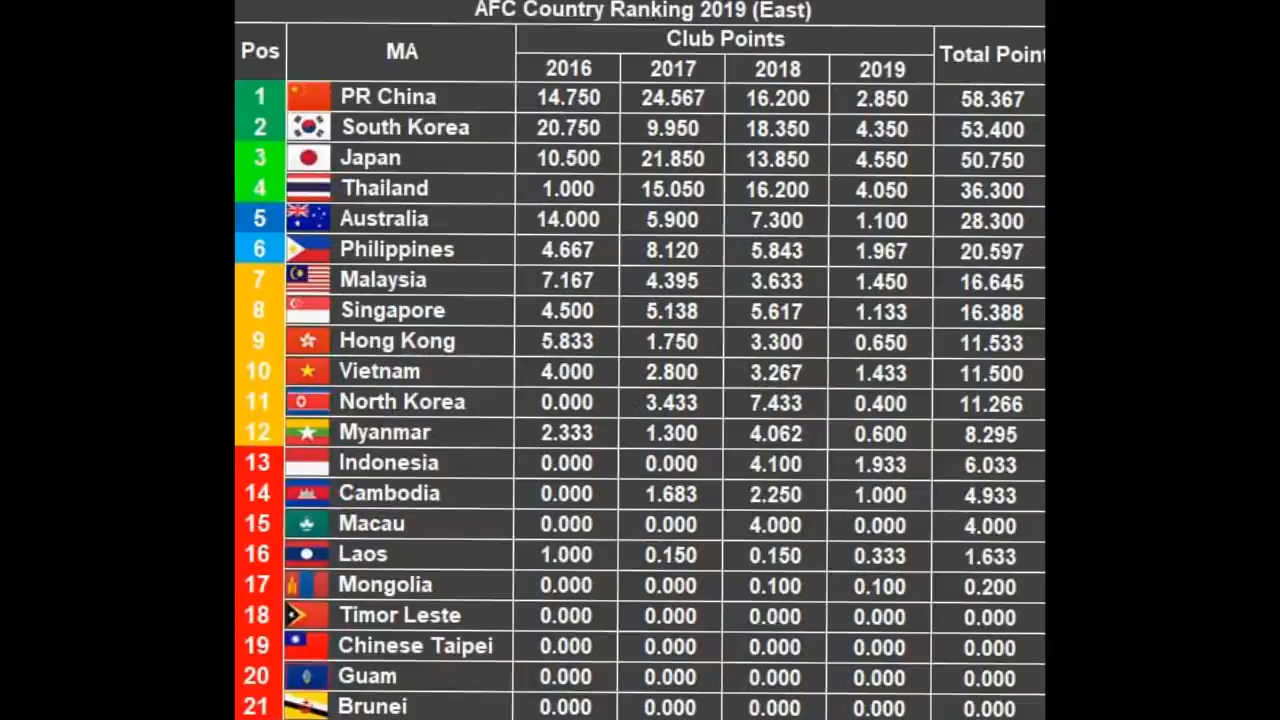 AFC Country Ranking 2019 (East)
Pos MA Club Points Total Point
2016 2017 2018 2019
1 PR China 14.750 24.567 16.200 2.850 58.367
2 South Korea 20.750 9.950 18.350 4.350 53.400
3 Japan 10.500 21.850 13.850 4.550 50.750
4 Thailand 1.000 15.050 16.200 4.050 36.300
5 Australia 14.000 5.900 7.300 1.100 28.300
6 Philippines 4.667 8.120 5.843 1.967 20.597
7 Malaysia 7.167 4.395 3.633 1.450 16.645
8 Singapore 4.500 5.138 5.617 1.133 16.388
9 Hong Kong 5.833 1.750 3.300 0.650 11.533
10 Vietnam 4.000 2.800 3.267 1.433 11.500
11 North Korea 0.000 3.433 7.433 0.400 11.266
12 Myanmar 2.333 1.300 4.062 0.600 8.295
13 Indonesia 0.000 0.000 4.100 1.933 6.033
14 Cambodia 0.000 1.683 2.250 1.000 4.933
15 Macau 0.000 0.000 4.000 0.000 4.000
16 Laos 1.000 0.150 0.150 0.333 1.633
17 Mongolia 0.000 0.000 0.100 0.100 0.200
18 Timor Leste 0.000 0.000 0.000 0.000 0.000
19 Chinese Taipei 0.000 0.000 0.000 0.000 0.000
20 Guam 0.000 0.000 0.000 0.000 0.000
21 Brunei 0.000 0.000 0.000 0.000 0.000